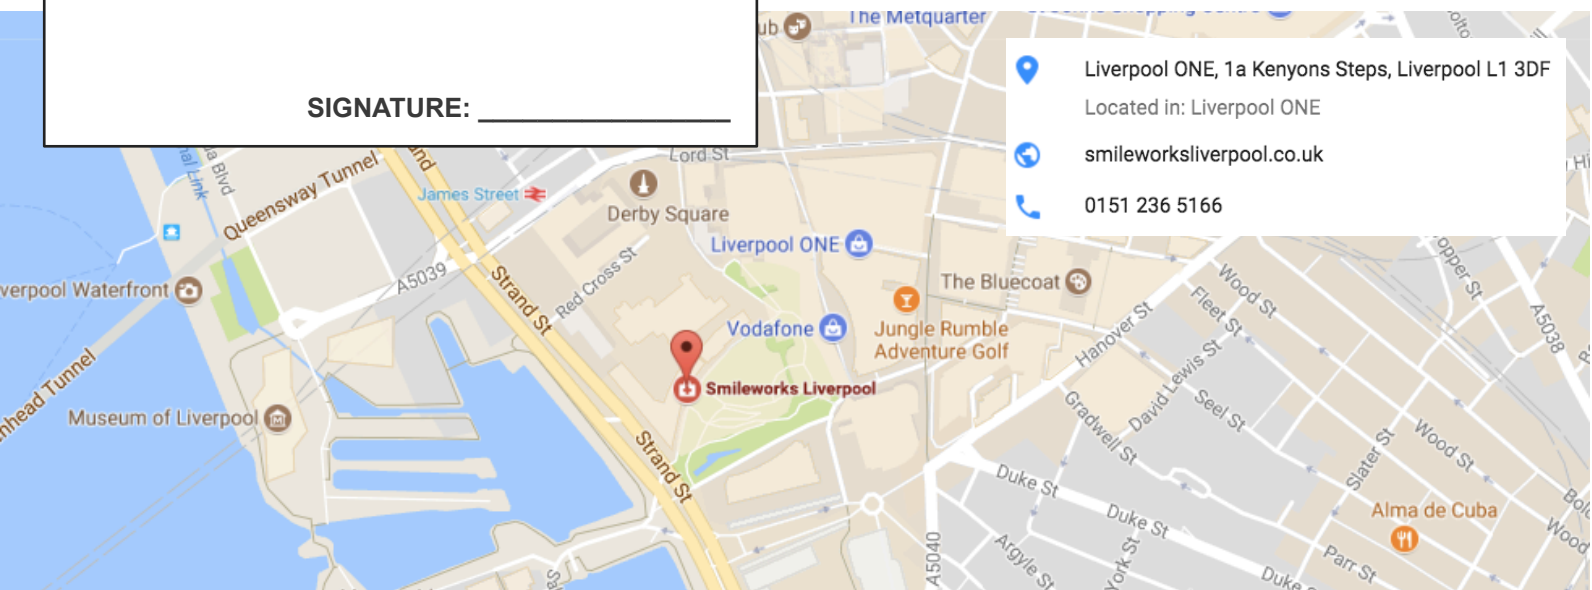 The Metquarter
SIGNATURE: __________________
Liverpool ONE, 1a Kenyons Steps, Liverpool L1 3DF
Located in: Liverpool ONE
smileworksliverpool.co.uk
0151 236 5166
Lord St
Queensway Tunnel
James Street
Derby Square
Liverpool ONE
A5039
Strand St
Red Cross St
The Bluecoat
Wood St
Fleet St
A5038
Hanover St
Vodafone
Jungle Rumble
Adventure Golf
David Lewis St
Smileworks Liverpool
Museum of Liverpool
Strand St
Gradwell St
Seel St
Slater St
Wood St
Duke St
Duke St
Alma de Cuba
A5040
Argyle St
York St
Parr St
Duke
Wood